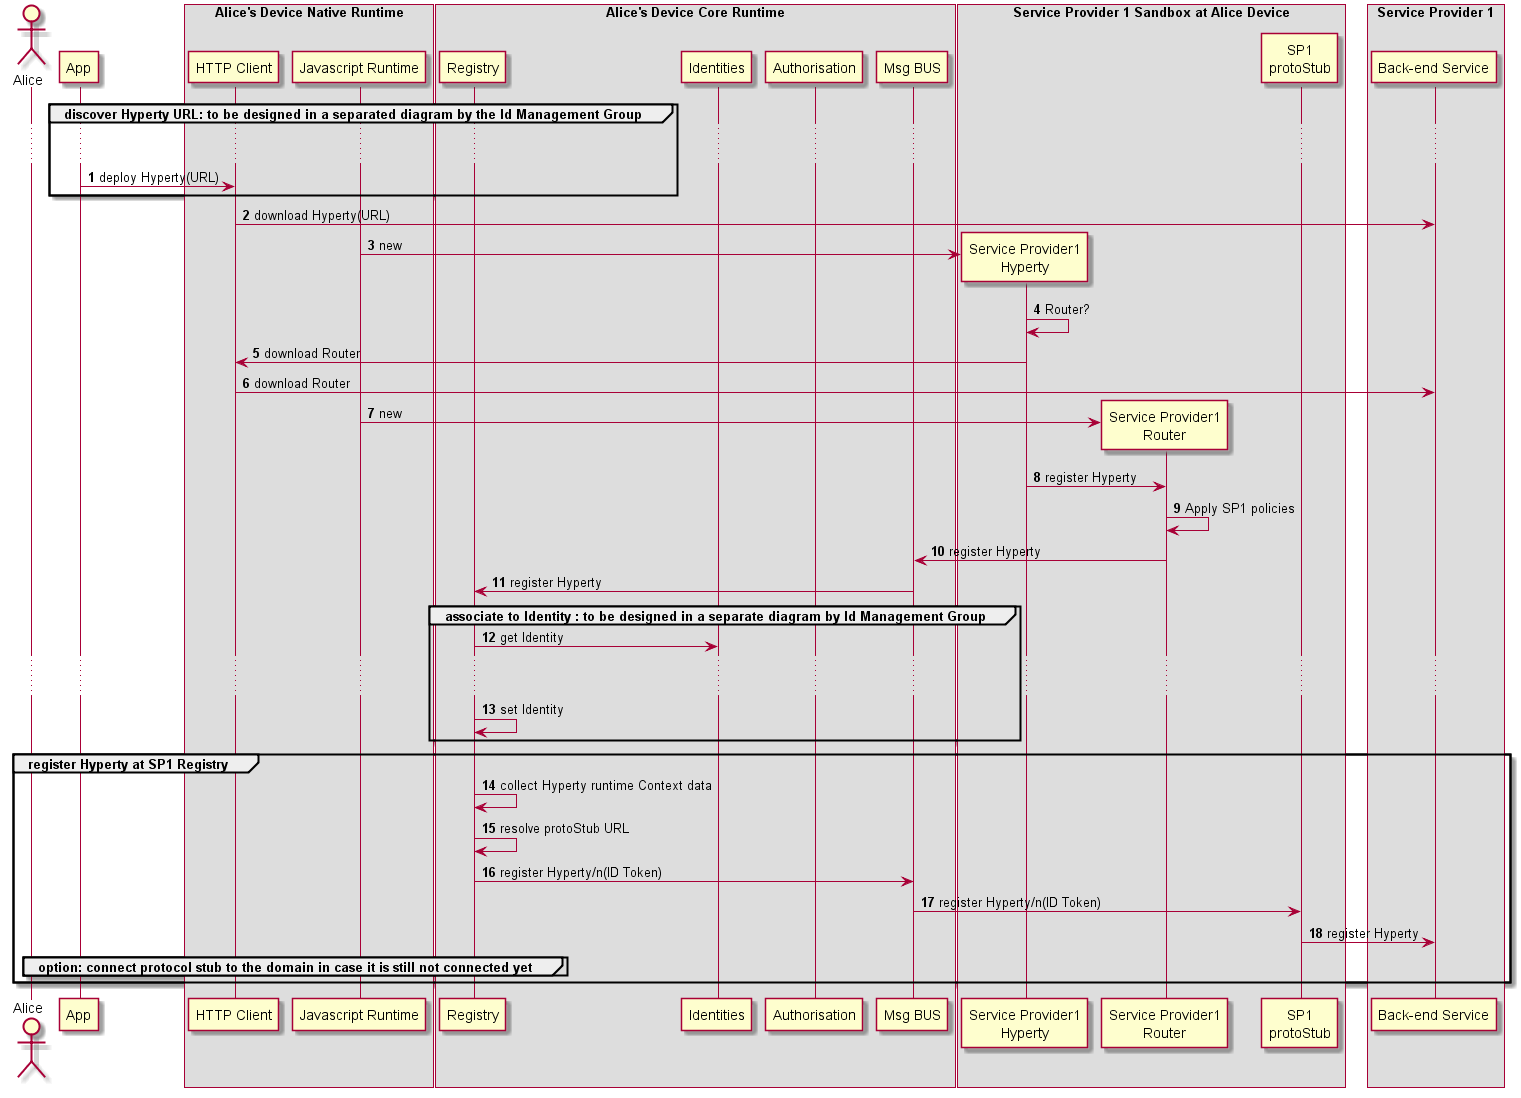 Alice's Device Native Runtime
Alice's Device Core Runtime
Service Provider 1 Sandbox at Alice Device
Service Provider 1
Alice
App
HTTP Client
Javascript Runtime
Registry
Identities
Authorisation
Msg BUS
SP1
protoStub
Back-end Service
discover Hyperty URL: to be designed in a separated diagram by the Id Management Group
1 deploy Hyperty(URL)
2 download Hyperty(URL)
3 new
Service Provider1
Hyperty
4 Router?
5 download Router
6 download Router
7 new
Service Provider1
Router
8 register Hyperty
9 Apply SP1 policies
10 register Hyperty
11 register Hyperty
associate to Identity : to be designed in a separate diagram by Id Management Group
12 get Identity
13 set Identity
register Hyperty at SP1 Registry
14 collect Hyperty runtime Context data
15 resolve protoStub URL
16 register Hyperty/n(ID Token)
17 register Hyperty/n(ID Token)
18 register Hyperty
option: connect protocol stub to the domain in case it is still not connected yet
Alice
App
HTTP Client
Javascript Runtime
Registry
Identities
Authorisation
Msg BUS
Service Provider1
Hyperty
Service Provider1
Router
SP1
protoStub
Back-end Service